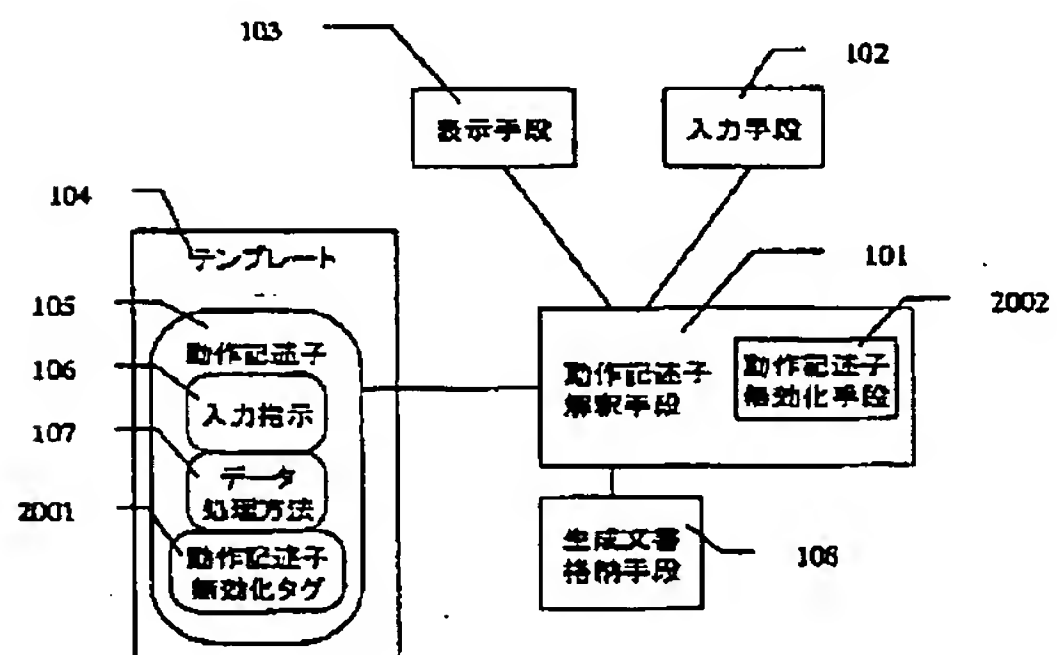 103
102
表示手段
入力手段
104
テンプレート
101
105
2002
動作記述子
106
入力指示
動作記述子
解釈手段
動作記述子
無効化手段
107
データ
処理方法
2001
動作記述子
無効化タグ
生成文書
格納手段
108